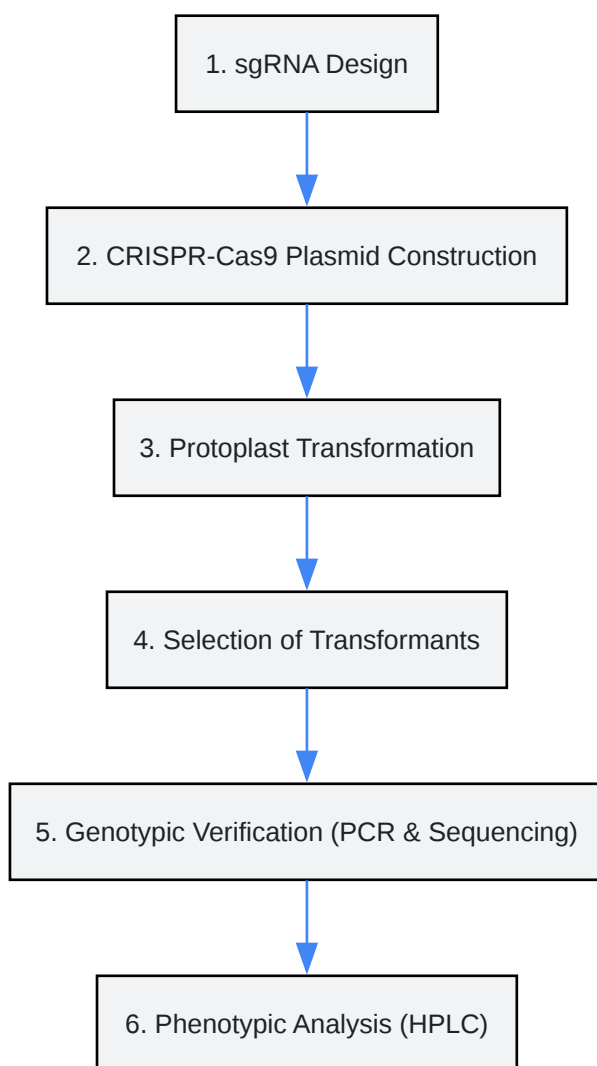 1. sgRNA Design
2. CRISPR-Cas9 Plasmid Construction
3. Protoplast Transformation
4. Selection of Transformants
5. Genotypic Verification (PCR & Sequencing)
6. Phenotypic Analysis (HPLC)